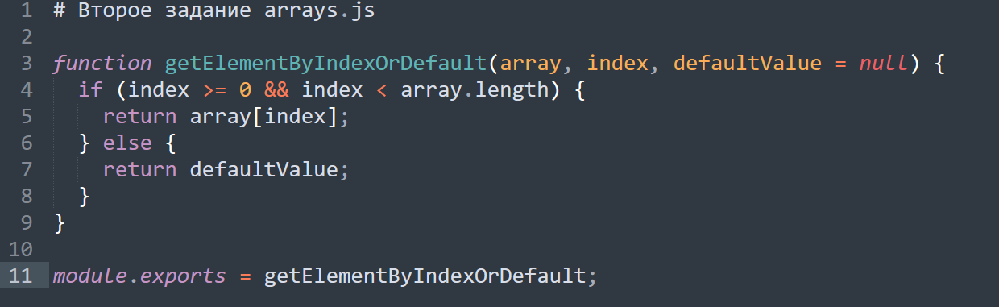 1 # Второе задание arrays.js
2
3 function getElementByIndexOrDefault(array, index, defaultValue = null) {
4   if (index >= 0 && index < array.length) {
5     return array[index];
6   } else {
7     return defaultValue;
8   }
9 }
10
11 module.exports = getElementByIndexOrDefault;